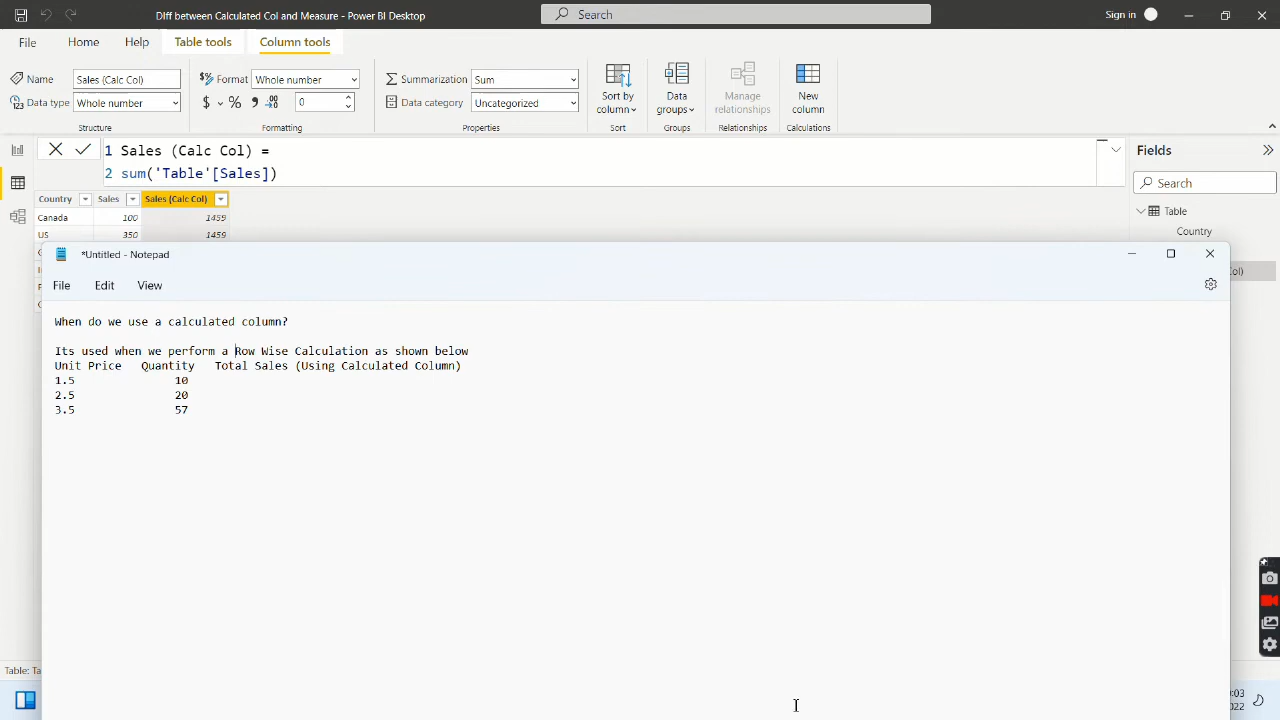 Diff between Calculated Col and Measure - Power BI Desktop
Search
Sign in
File Home Help Table tools Column tools
Name Sales (Calc Col)
Format Whole number
Summarization Sum
Data type Whole number
$ % 0
Data category Uncategorized
Sort by column
Data groups
Manage relationships
New column
Structure Formatting Properties Sort Groups Relationships Calculations
1 Sales (Calc Col) =
2 sum('Table'[Sales])
Fields
Search
Table
Country
ol)
Country Sales Sales (Calc Col)
Canada 100 1459
US 350 1459
*Untitled - Notepad
File Edit View
When do we use a calculated column?
Its used when we perform a Row Wise Calculation as shown below
Unit Price Quantity Total Sales (Using Calculated Column)
1.5 10
2.5 20
3.5 57
Table: Ta
:03
022